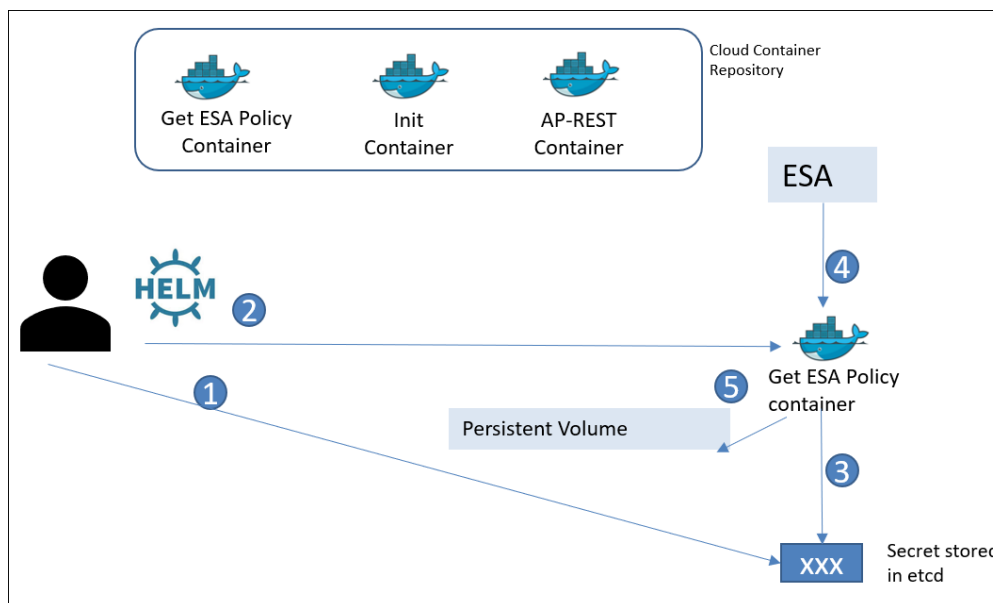 Cloud Container
Repository
Get ESA Policy
Container
Init
Container
AP-REST
Container
ESA
4
HELM
2
1
5
Get ESA Policy
container
Persistent Volume
3
XXX
Secret stored
in etcd